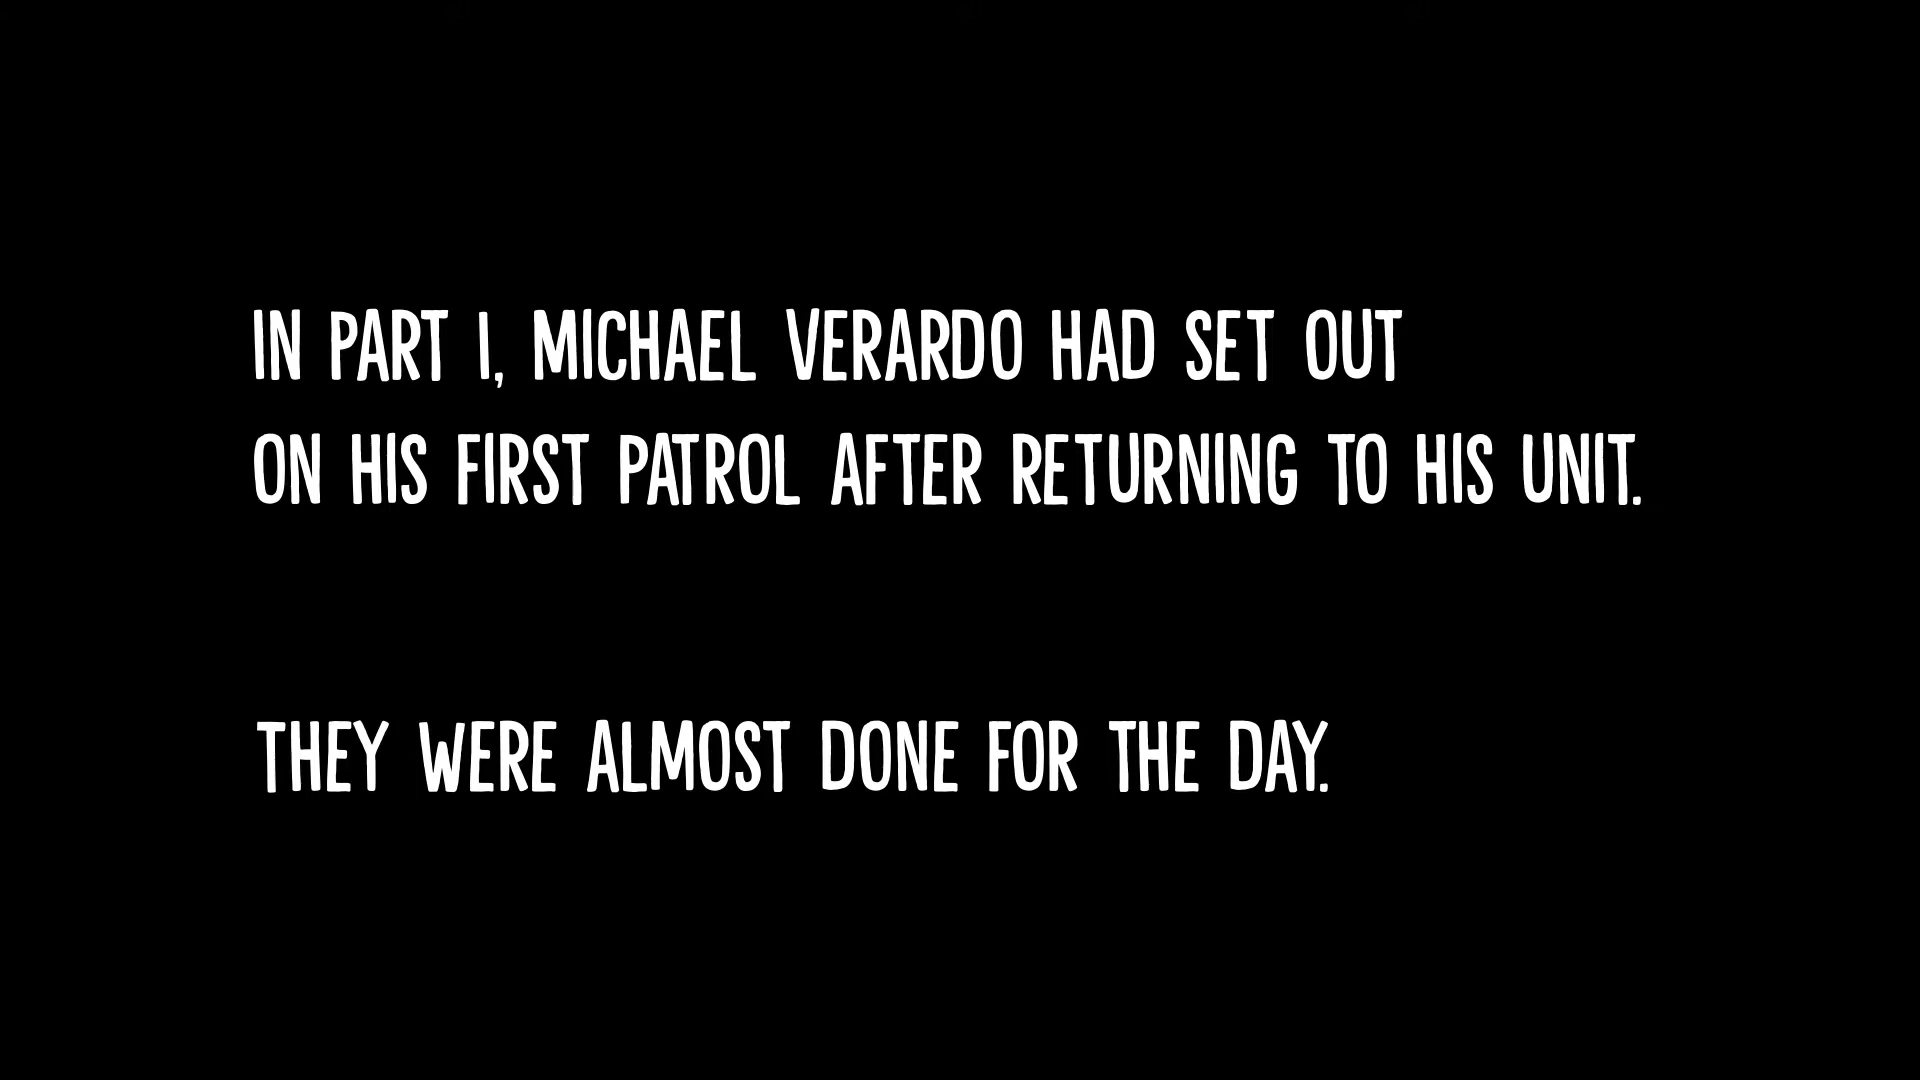 IN PART 1, MICHAEL VERARDO HAD SET OUT
ON HIS FIRST PATROL AFTER RETURNING TO HIS UNIT.
THEY WERE ALMOST DONE FOR THE DAY.